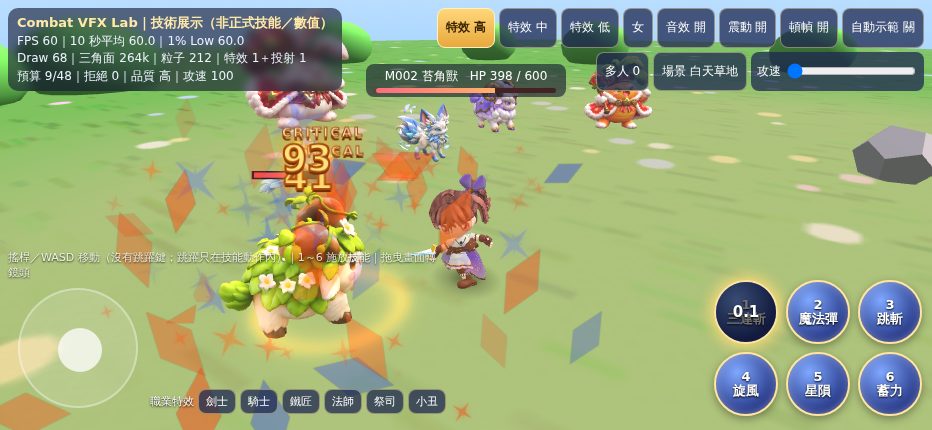 Combat VFX Lab｜技術展示（非正式技能／數值）
FPS 60｜10 秒平均 60.0｜1% Low 60.0
Draw 68｜三角面 264k｜粒子 212｜特效 1＋投射 1
預算 9/48｜拒絕 0｜品質 高｜攻速 100
特效 高
特效 中
特效 低
女
音效 開
震動 開
頓幀 開
自動示範 關
多人 0
場景 白天草地
攻速
M002 苔角獸 HP 398 / 600
CRITICAL
93
CAL
41
搖桿／WASD 移動（沒有跳躍鍵；跳躍只在技能動作內）｜1～6 施放技能｜拖曳畫面轉
鏡頭
1
0.1
三連斬
2
魔法彈
3
跳斬
4
旋風
5
星隕
6
蓄力
職業特效
劍士
騎士
鐵匠
法師
祭司
小丑